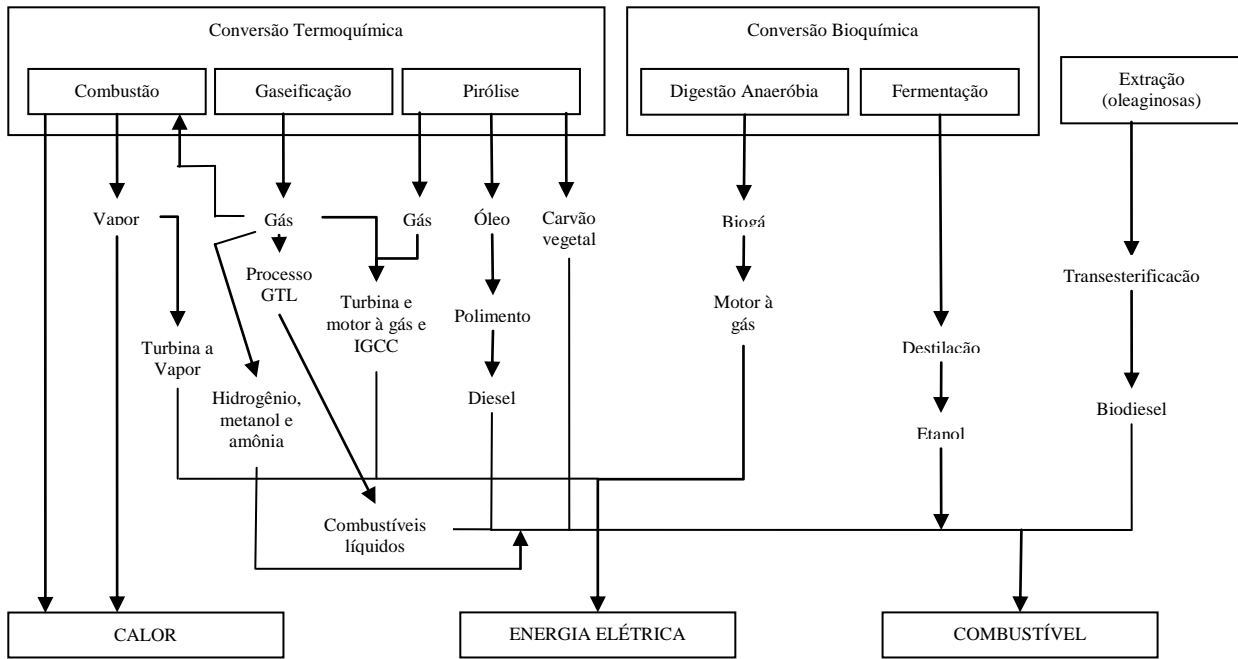 Conversão Termoquímica
Conversão Bioquímica
Combustão
Gaseificação
Pirólise
Digestão Anaeróbia
Fermentação
Extração
(oleaginosas)
Vapor
Gás
Gás
Óleo
Carvão
vegetal
Biogá
Processo
GTL
Turbina e
motor à gás e
IGCC
Polimento
Motor à
gás
Transesterificação
Turbina a
Vapor
Destilação
Hidrogênio,
metanol e
amônia
Diesel
Biodiesel
Etanol
Combustíveis
líquidos
CALOR
ENERGIA ELÉTRICA
COMBUSTÍVEL